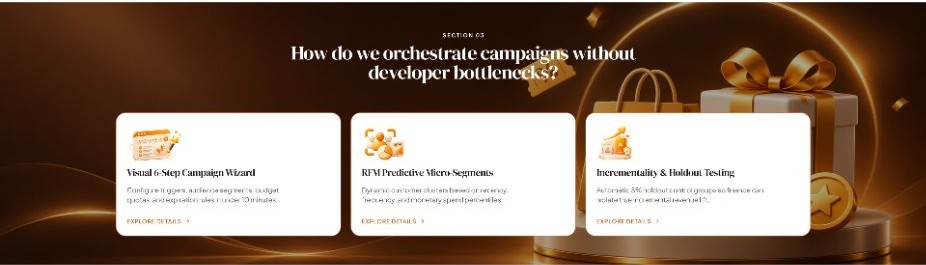 SECTION 03
How do we orchestrate campaigns without
developer bottlenecks?
Visual 6-Step Campaign Wizard
Configure triggers, audience segments, budget
quotas, and expiration rules in under 10 minutes.
EXPLORE DETAILS →
RFM Predictive Micro-Segments
Dynamic customer clusters based on recency,
frequency, and monetary spend percentiles.
EXPLORE DETAILS →
Incrementality & Holdout Testing
Automatic 5% holdout control groups so finance can
isolate true incremental revenue lift.
EXPLORE DETAILS →